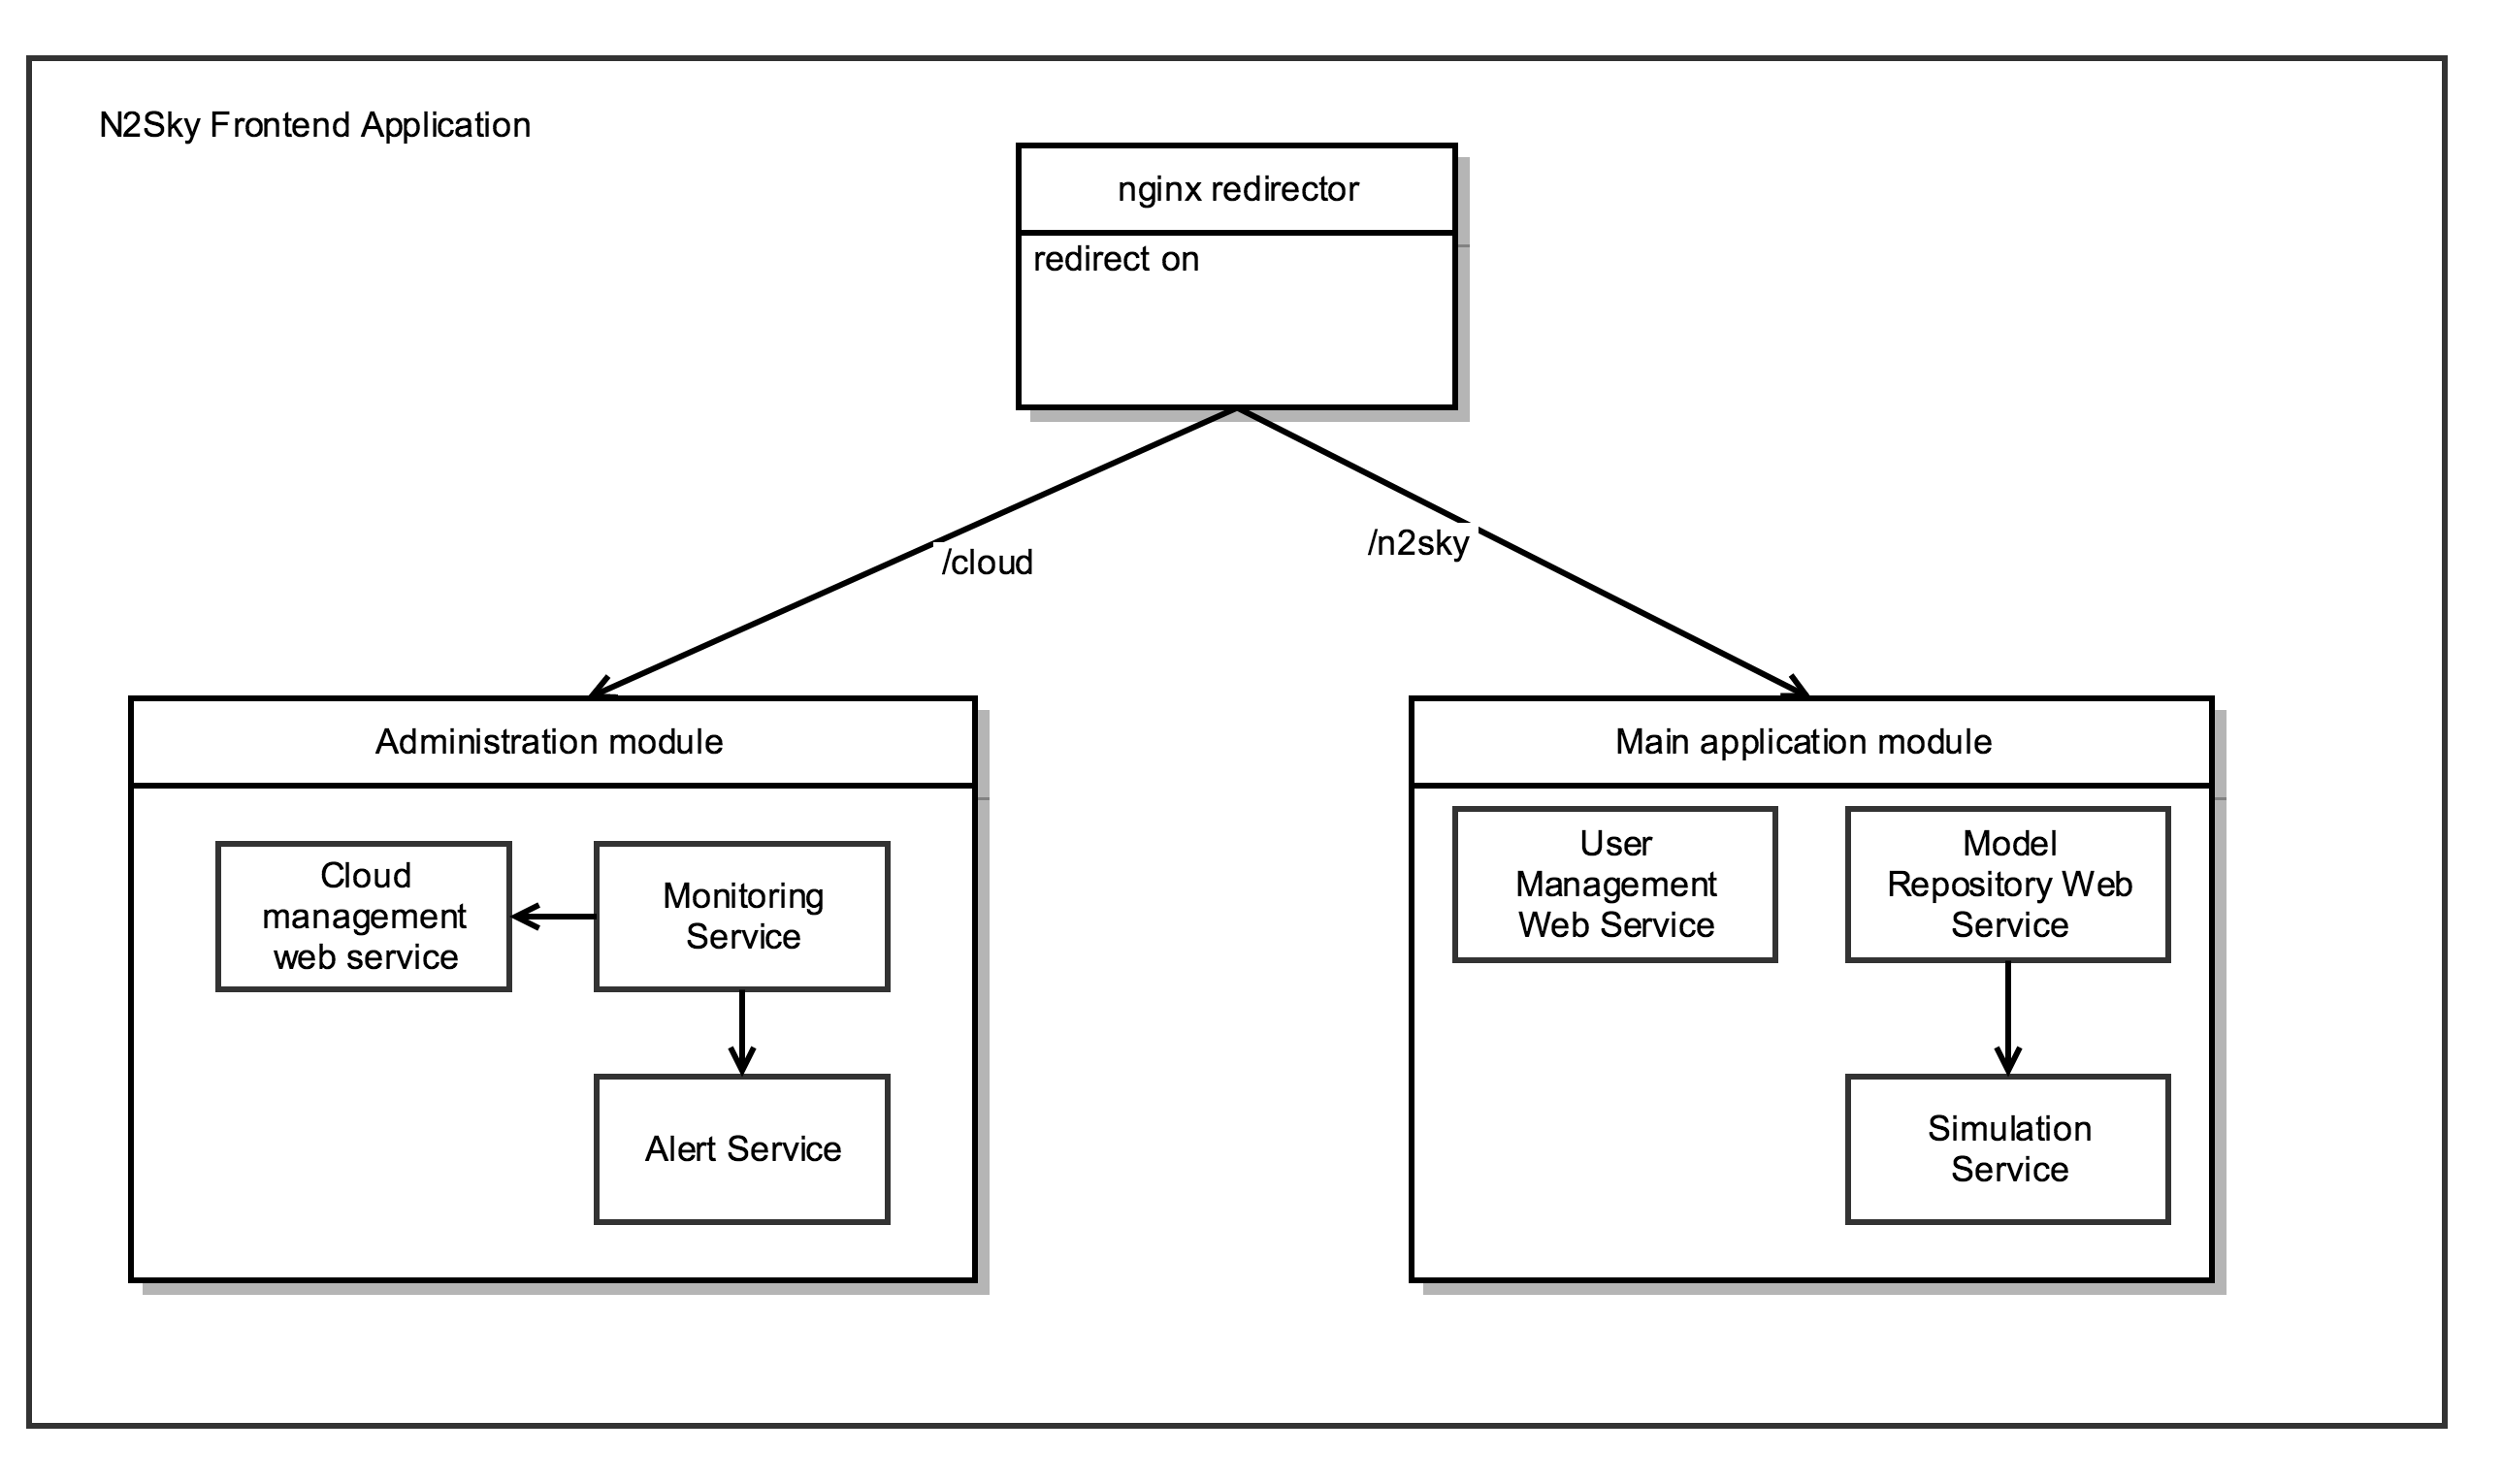 N2Sky Frontend Application
nginx redirector
redirect on
/cloud
/n2sky
Administration module
Cloud
management
web service
Monitoring
Service
Alert Service
Main application module
User
Management
Web Service
Model
Repository Web
Service
Simulation
Service